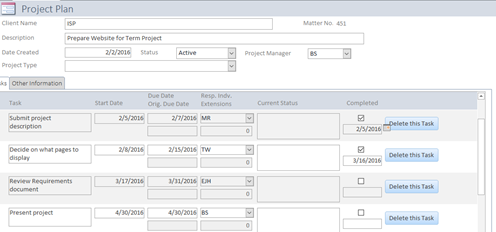 Project Plan
Client Name ISP Matter No. 451
Description Prepare Website for Term Project
Date Created 2/2/2016 Status Active Project Manager BS
Project Type
ks Other Information
Due Date Resp. Indv.
Task Start Date Orig. Due Date Extensions Current Status Completed
Submit project description 2/5/2016 2/7/2016 MR Delete this Task
0 2/5/2016
Decide on what pages to display 2/8/2016 2/15/2016 TW Delete this Task
0 3/16/2016
Review Requirements document 3/17/2016 3/31/2016 EJH Delete this Task
0
Present project 4/30/2016 4/30/2016 BS Delete this Task
0